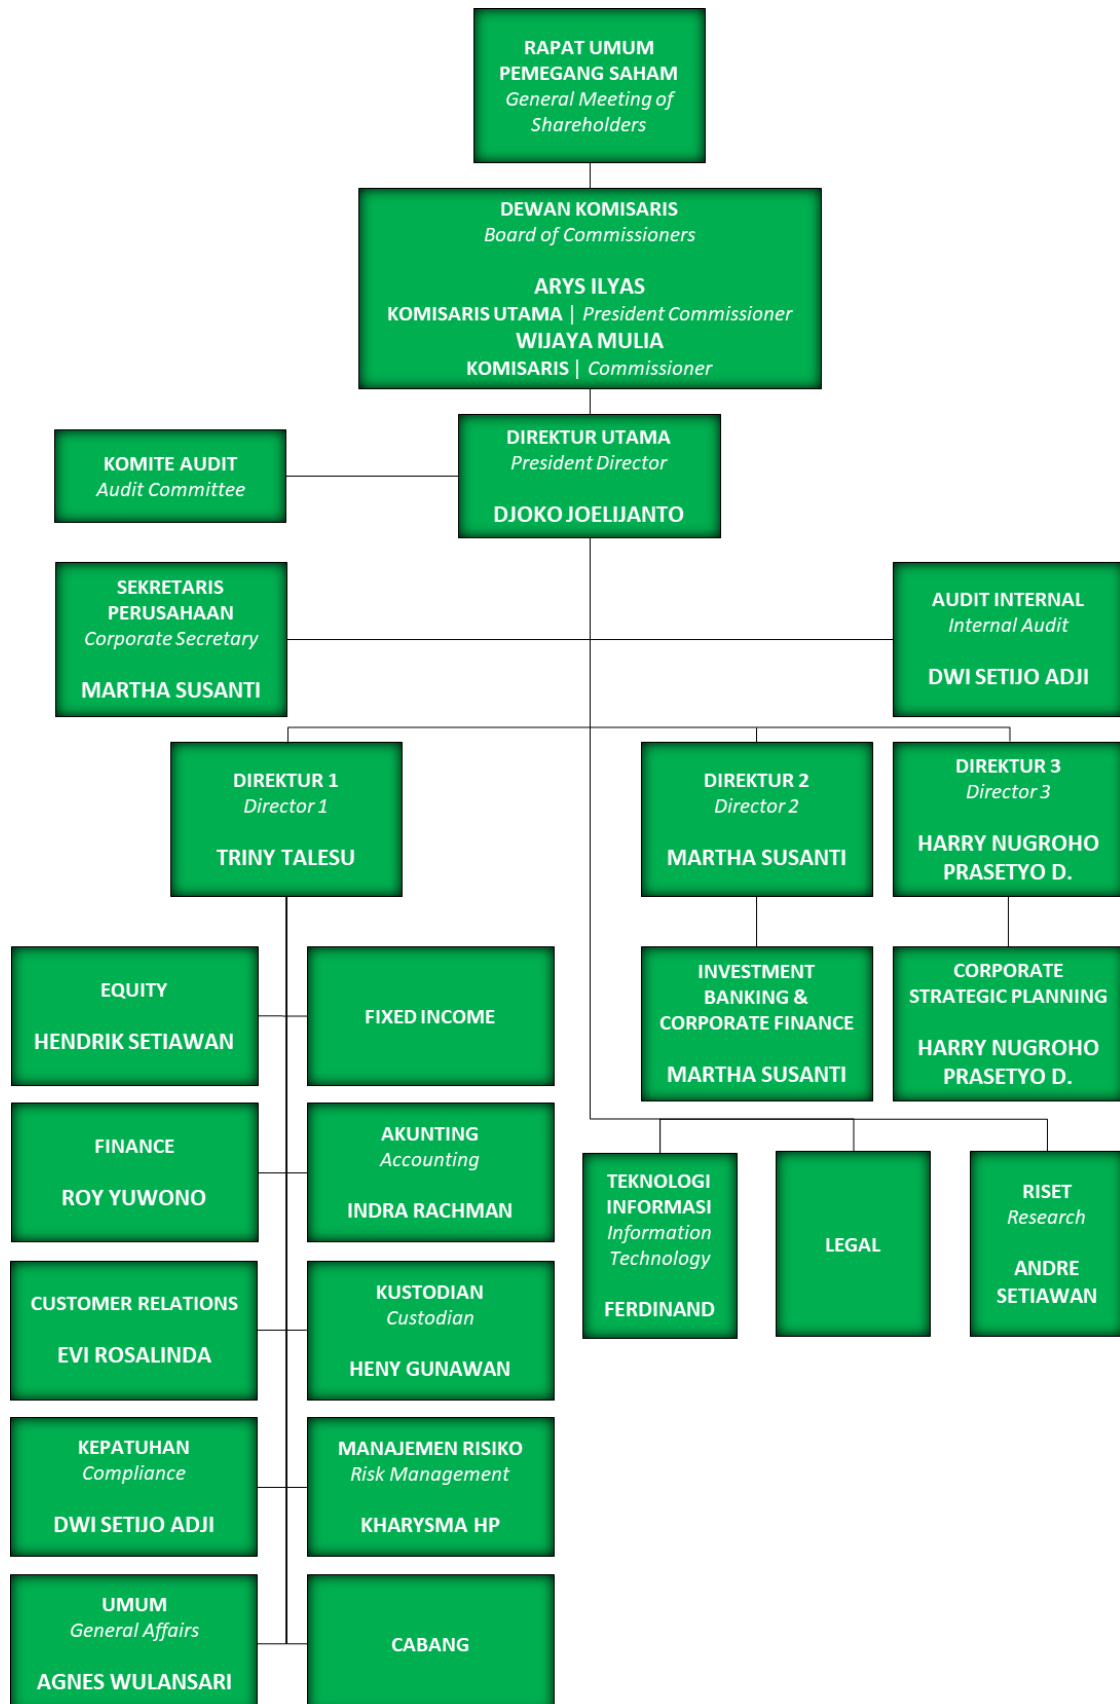 RAPAT UMUM
PEMEGANG SAHAM
General Meeting of
Shareholders
DEWAN KOMISARIS
Board of Commissioners
ARYS ILYAS
KOMISARIS UTAMA | President Commissioner
WIJAYA MULIA
KOMISARIS | Commissioner
DIREKTUR UTAMA
President Director
DJOKO JOELIJANTO
KOMITE AUDIT
Audit Committee
SEKRETARIS
PERUSAHAAN
Corporate Secretary
MARTHA SUSANTI
AUDIT INTERNAL
Internal Audit
DWI SETIJO ADJI
DIREKTUR 1
Director 1
TRINY TALESU
DIREKTUR 2
Director 2
MARTHA SUSANTI
DIREKTUR 3
Director 3
HARRY NUGROHO
PRASETYO D.
EQUITY
HENDRIK SETIAWAN
FIXED INCOME
INVESTMENT
BANKING &
CORPORATE FINANCE
MARTHA SUSANTI
CORPORATE
STRATEGIC PLANNING
HARRY NUGROHO
PRASETYO D.
FINANCE
ROY YUWONO
AKUNTING
Accounting
INDRA RACHMAN
TEKNOLOGI
INFORMASI
Information
Technology
FERDINAND
LEGAL
RISET
Research
ANDRE
SETIAWAN
CUSTOMER RELATIONS
EVI ROSALINDA
KUSTODIAN
Custodian
HENY GUNAWAN
KEPATUHAN
Compliance
DWI SETIJO ADJI
MANAJEMEN RISIKO
Risk Management
KHARYSMA HP
UMUM
General Affairs
AGNES WULANSARI
CABANG